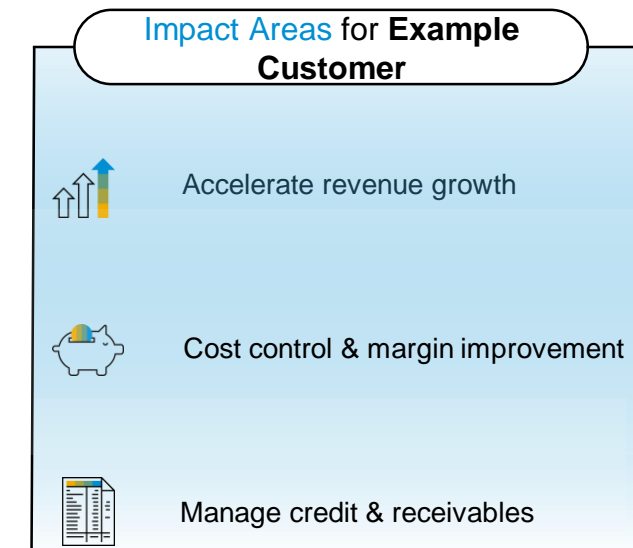 Impact Areas for Example
Customer
Accelerate revenue growth
Cost control & margin improvement
Manage credit & receivables